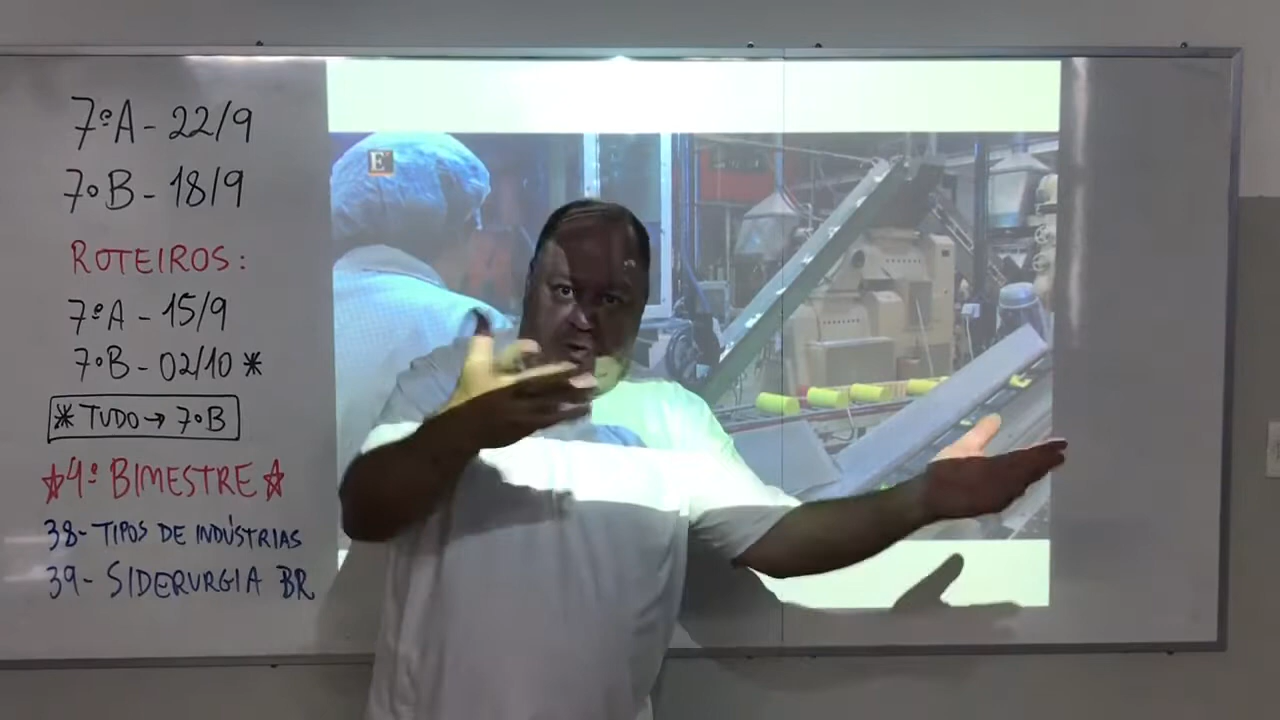 7ºA - 22/9
7ºB - 18/9
ROTEIROS:
7ºA - 15/9
7ºB - 02/10 *
* TUDO → 7ºB
☆4º BIMESTRE☆
38- TIPOS DE INDÚSTRIAS
39- SIDERURGIA BR
E